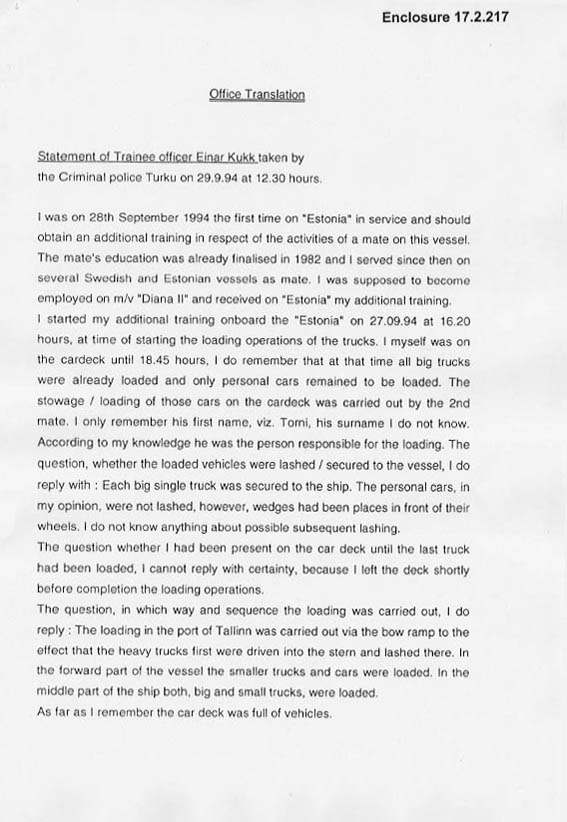 Enclosure 17.2.217
Office Translation
Statement of Trainee officer Einar Kukk taken by
the Criminal police Turku on 29.9.94 at 12.30 hours.
I was on 28th September 1994 the first time on "Estonia" in service and should
obtain an additional training in respect of the activities of a mate on this vessel.
The mate's education was already finalised in 1982 and I served since then on
several Swedish and Estonian vessels as mate. I was supposed to become
employed on m/v "Diana II" and received on "Estonia" my additional training.
I started my additional training onboard the "Estonia" on 27.09.94 at 16.20
hours, at time of starting the loading operations of the trucks. I myself was on
the cardeck until 18.45 hours, I do remember that at that time all big trucks
were already loaded and only personal cars remained to be loaded. The
stowage / loading of those cars on the cardeck was carried out by the 2nd
mate. I only remember his first name, viz. Tomi, his surname I do not know.
According to my knowledge he was the person responsible for the loading. The
question, whether the loaded vehicles were lashed / secured to the vessel, I do
reply with : Each big single truck was secured to the ship. The personal cars, in
my opinion, were not lashed, however, wedges had been places in front of their
wheels. I do not know anything about possible subsequent lashing.
The question whether I had been present on the car deck until the last truck
had been loaded, I cannot reply with certainty, because I left the deck shortly
before completion the loading operations.
The question, in which way and sequence the loading was carried out, I do
reply : The loading in the port of Tallinn was carried out via the bow ramp to the
effect that the heavy trucks first were driven into the stern and lashed there. In
the forward part of the vessel the smaller trucks and cars were loaded. In the
middle part of the ship both, big and small trucks, were loaded.
As far as I remember the car deck was full of vehicles.